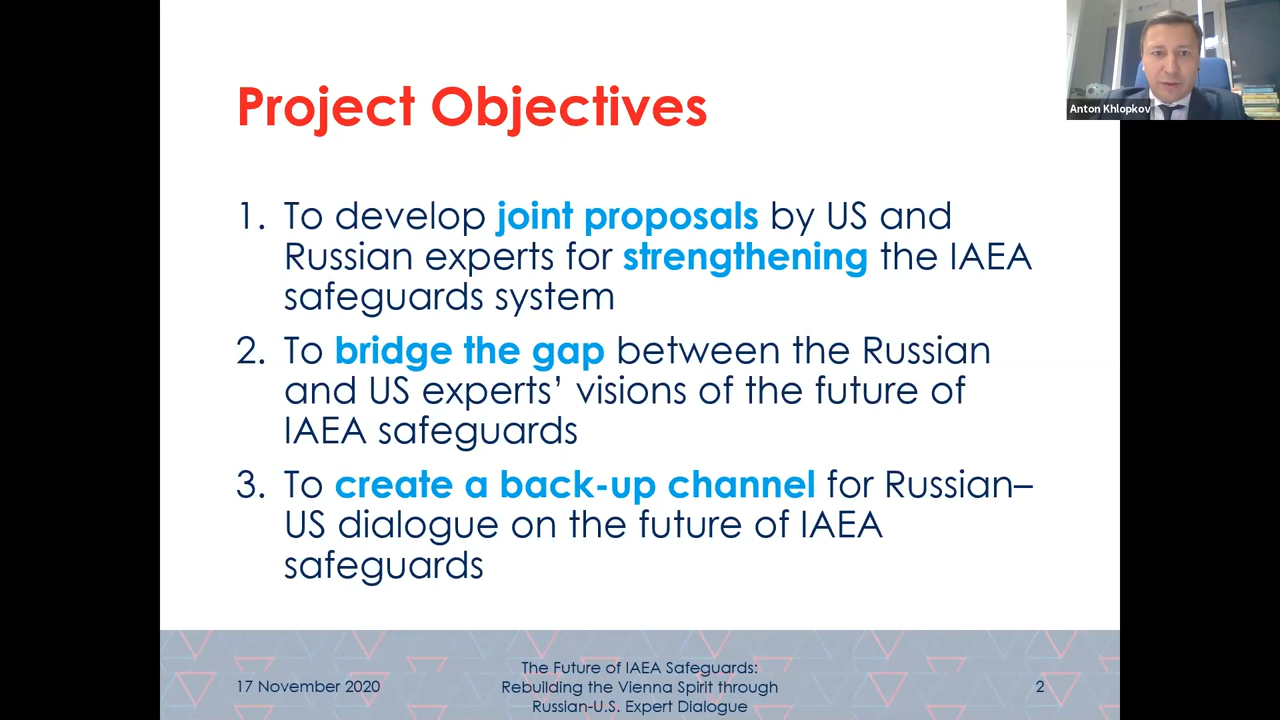 Project Objectives
Anton Khlopkov
1. To develop joint proposals by US and
Russian experts for strengthening the IAEA
safeguards system
2. To bridge the gap between the Russian
and US experts’ visions of the future of
IAEA safeguards
3. To create a back-up channel for Russian–
US dialogue on the future of IAEA
safeguards
17 November 2020
The Future of IAEA Safeguards:
Rebuilding the Vienna Spirit through
Russian-U.S. Expert Dialogue
2